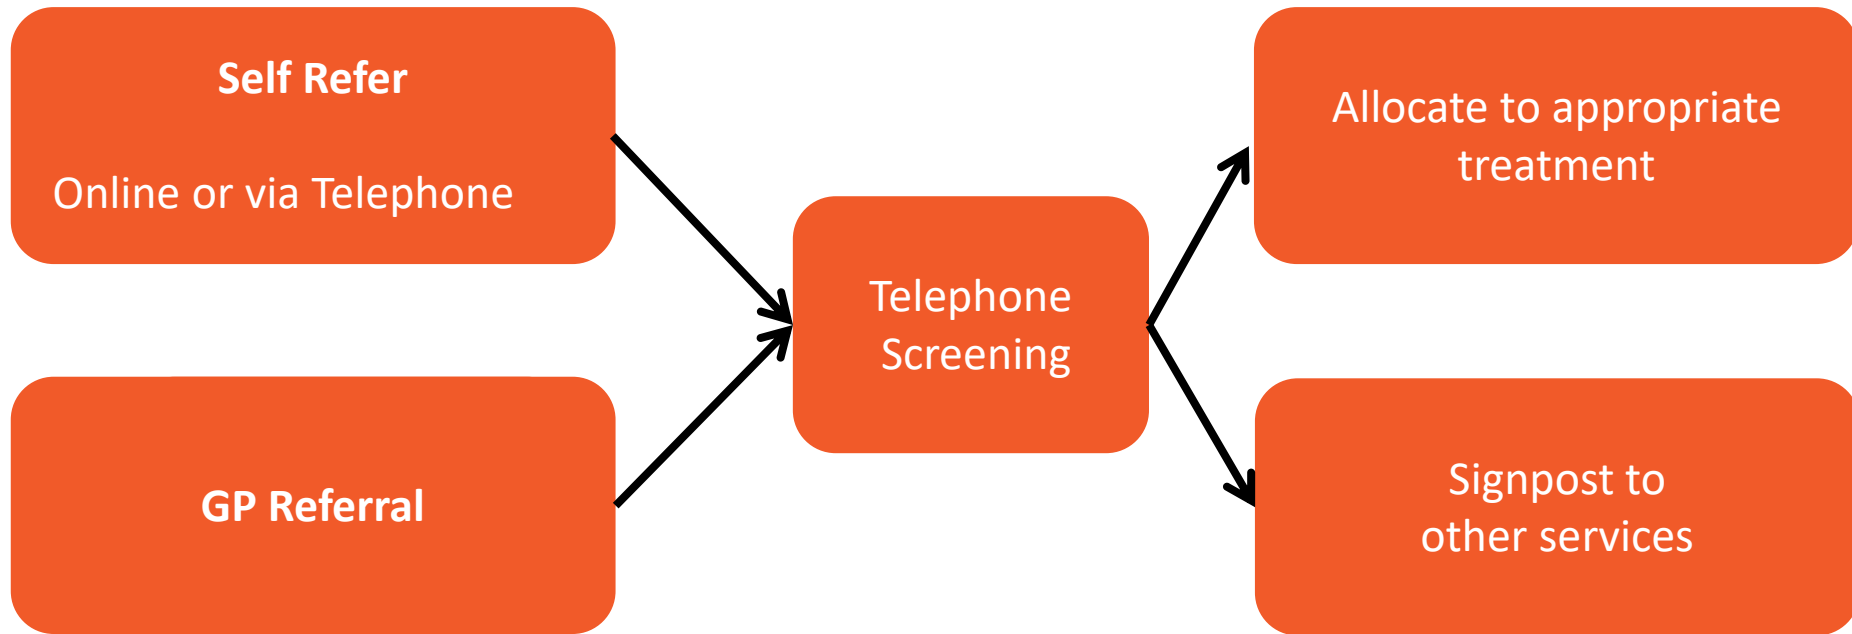 Self Refer
Online or via Telephone
GP Referral
Telephone
Screening
Allocate to appropriate
treatment
Signpost to
other services